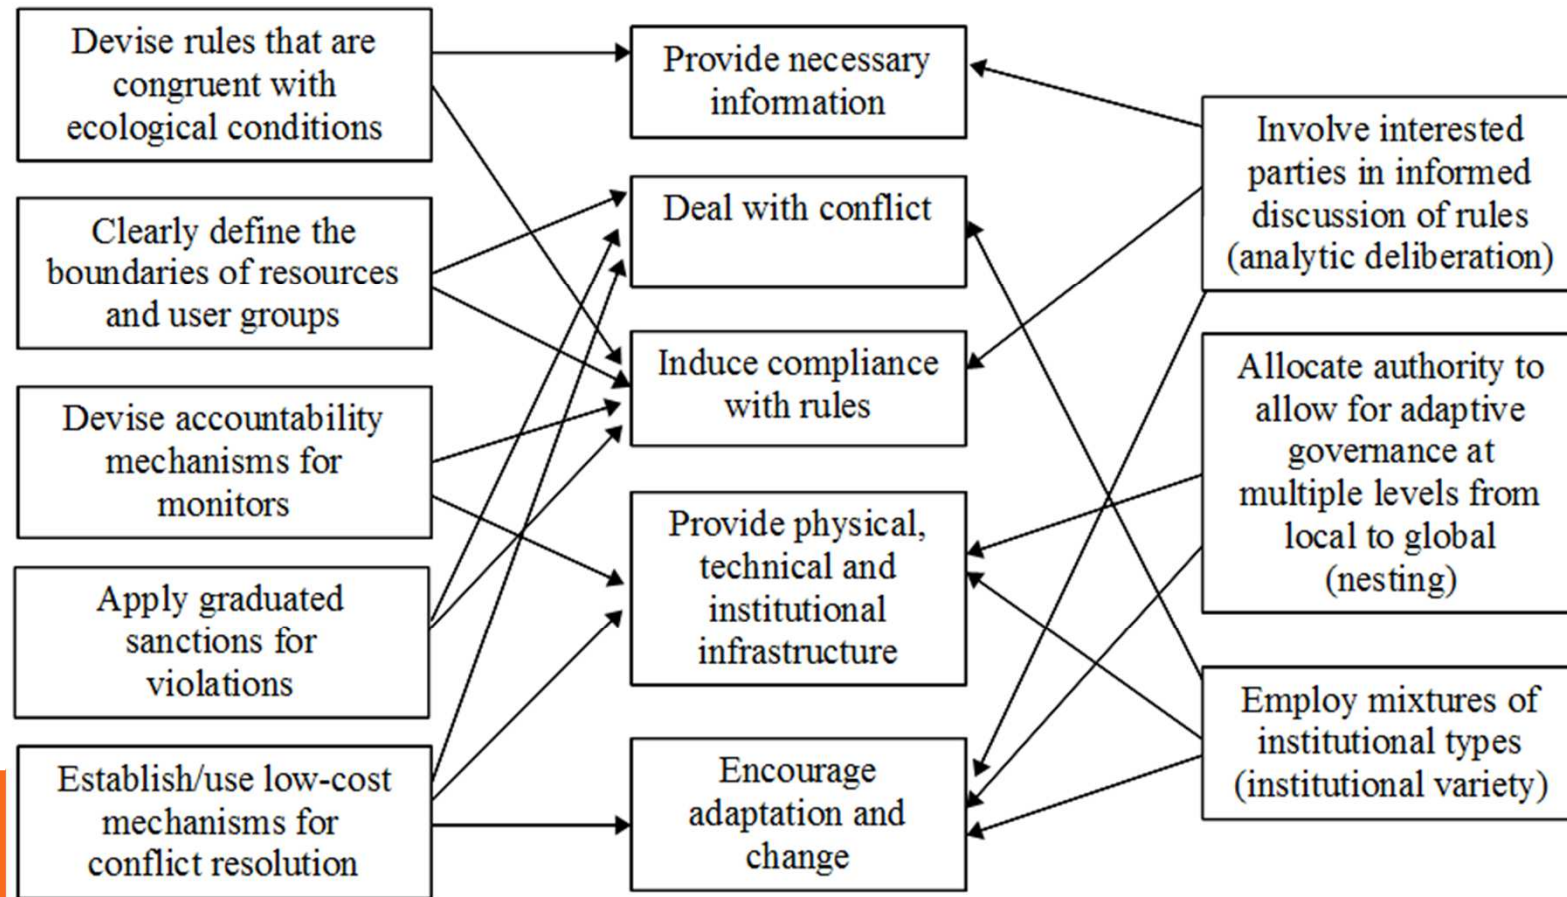 Devise rules that are
congruent with
ecological conditions
Clearly define the
boundaries of resources
and user groups
Devise accountability
mechanisms for
monitors
Apply graduated
sanctions for
violations
Establish/use low-cost
mechanisms for
conflict resolution
Provide necessary
information
Deal with conflict
Induce compliance
with rules
Provide physical,
technical and
institutional
infrastructure
Encourage
adaptation and
change
Involve interested
parties in informed
discussion of rules
(analytic deliberation)
Allocate authority to
allow for adaptive
governance at
multiple levels from
local to global
(nesting)
Employ mixtures of
institutional types
(institutional variety)